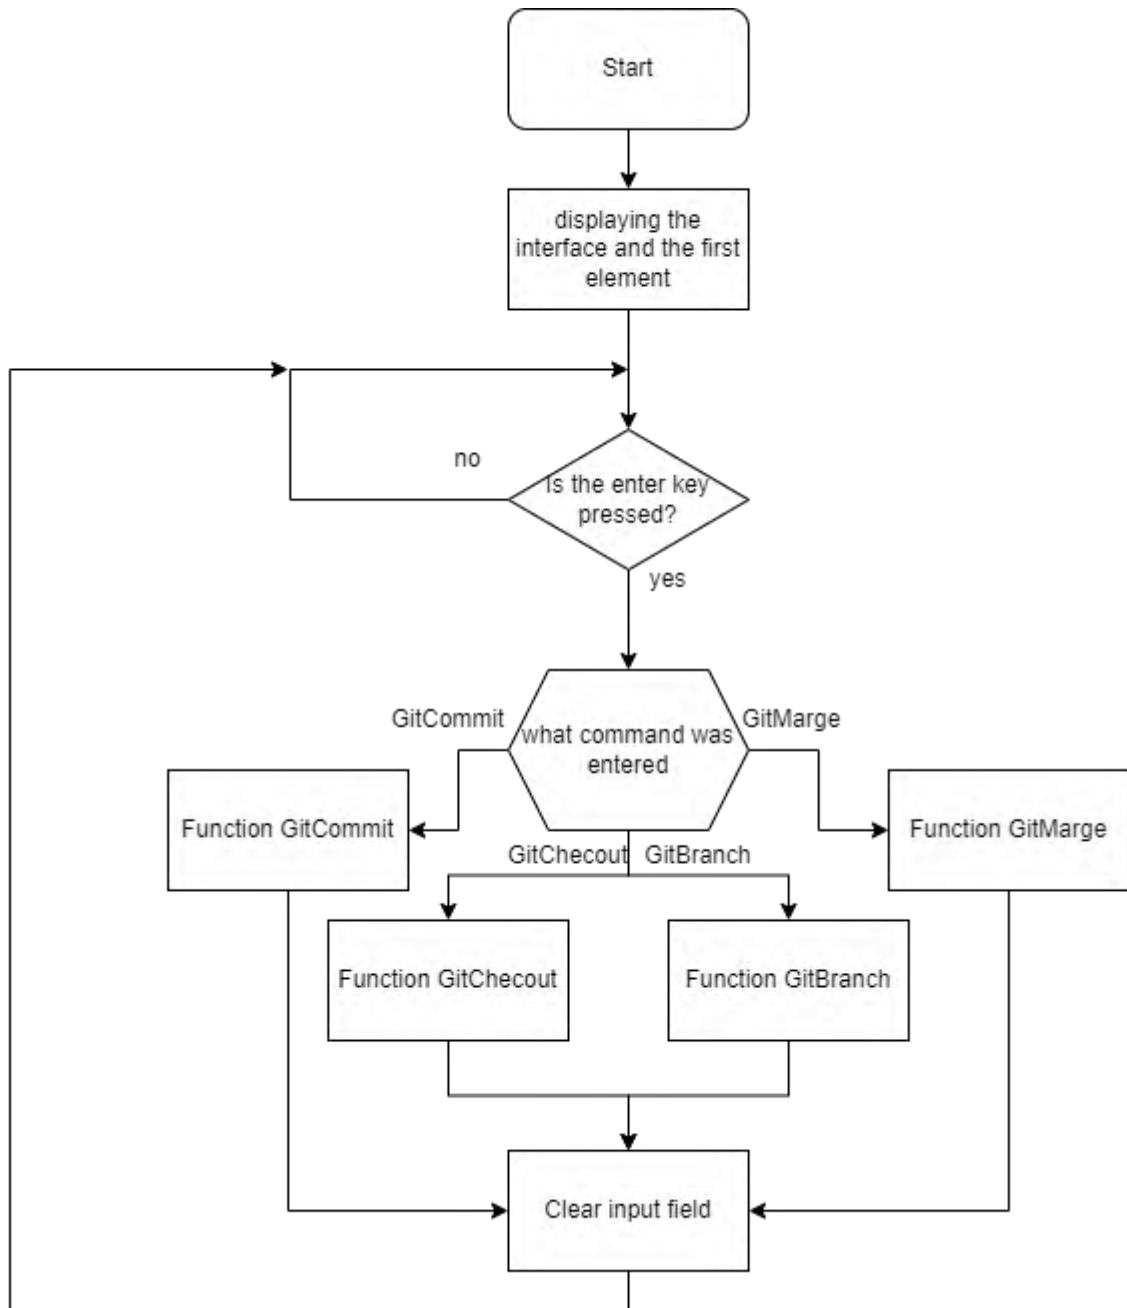 Start
displaying the
interface and the first
element
no
Is the enter key
pressed?
yes
GitCommit
what command was
entered
GitMarge
Function GitCommit
Function GitMarge
GitChecout
GitBranch
Function GitChecout
Function GitBranch
Clear input field